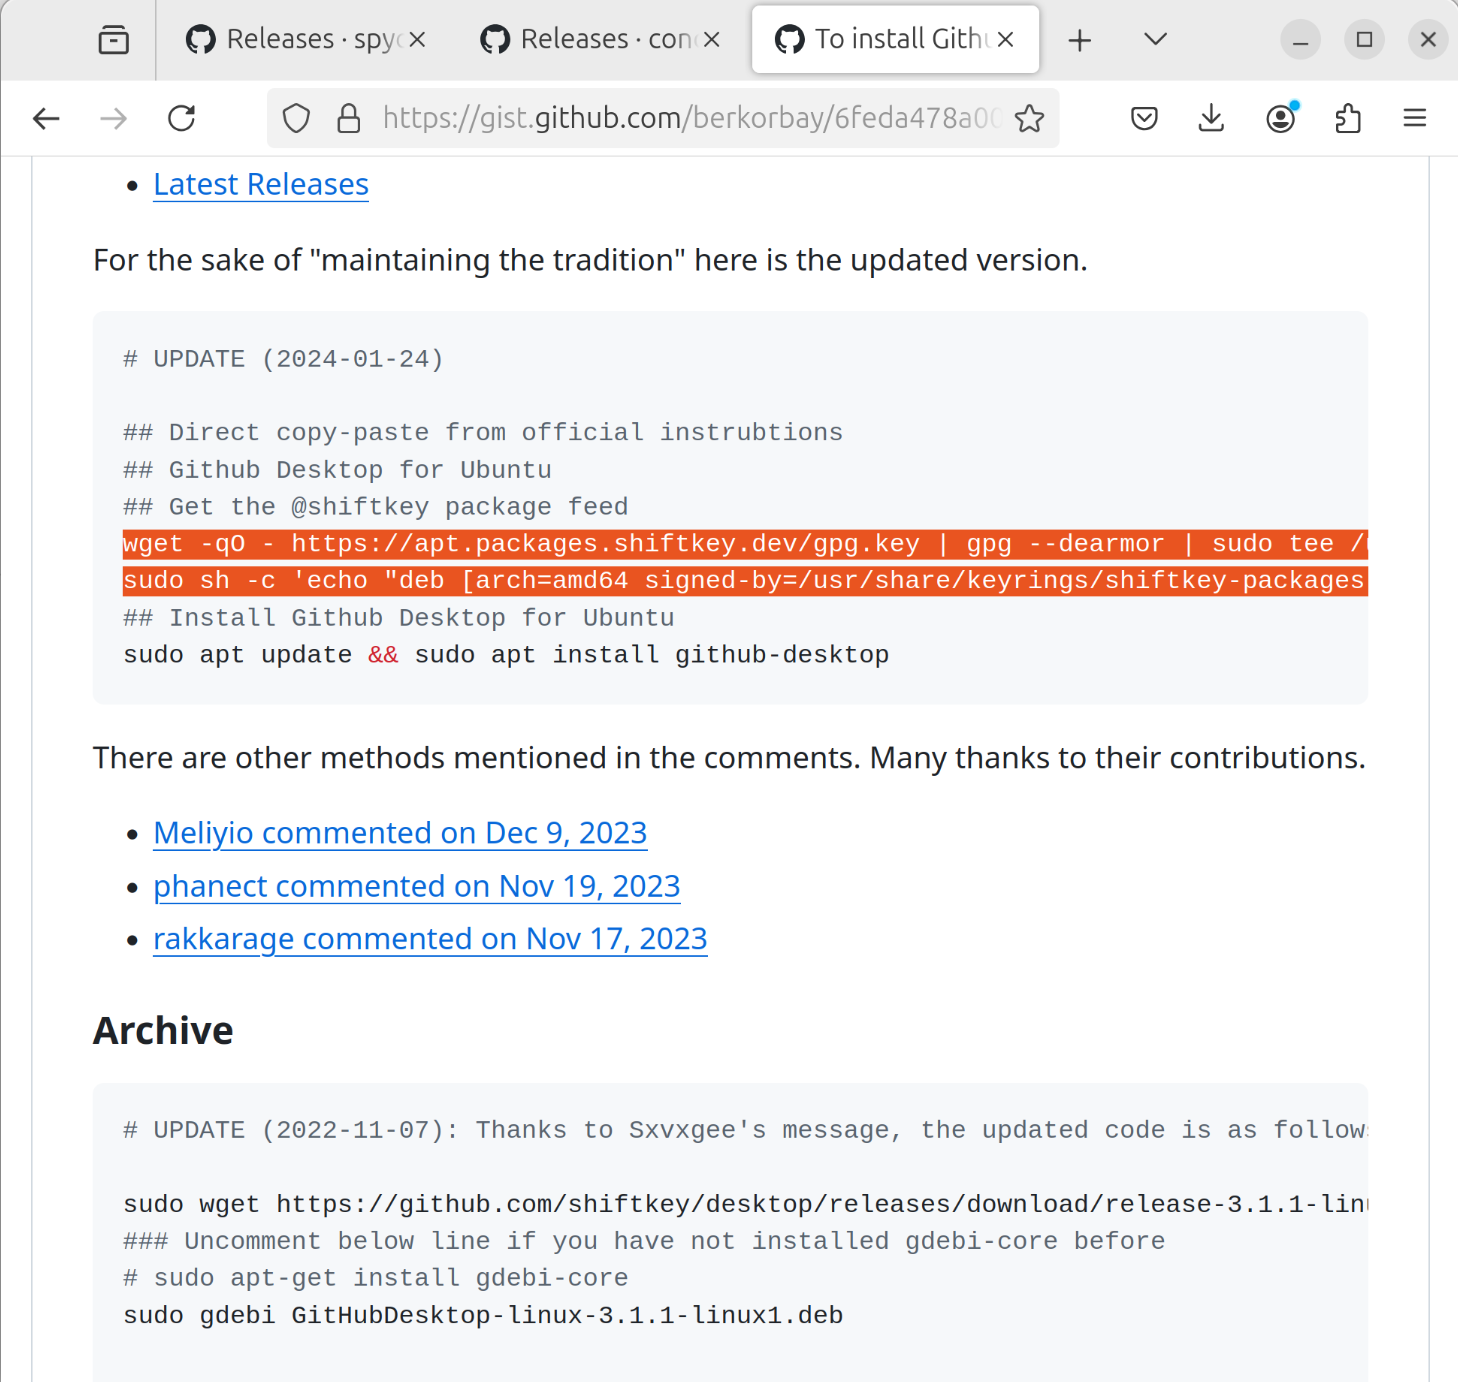 Releases · spy
Releases · con
To install Gith
https://gist.github.com/berkorbay/6feda478a00
Latest Releases
For the sake of "maintaining the tradition" here is the updated version.
# UPDATE (2024-01-24)
## Direct copy-paste from official instrubtions
## Github Desktop for Ubuntu
## Get the @shiftkey package feed
wget -qO - https://apt.packages.shiftkey.dev/gpg.key | gpg --dearmor | sudo tee /
sudo sh -c 'echo "deb [arch=amd64 signed-by=/usr/share/keyrings/shiftkey-packages
## Install Github Desktop for Ubuntu
sudo apt update && sudo apt install github-desktop
There are other methods mentioned in the comments. Many thanks to their contributions.
Meliyio commented on Dec 9, 2023
phanect commented on Nov 19, 2023
rakkarage commented on Nov 17, 2023
Archive
# UPDATE (2022-11-07): Thanks to Sxvxgee's message, the updated code is as follow
sudo wget https://github.com/shiftkey/desktop/releases/download/release-3.1.1-lin
### Uncomment below line if you have not installed gdebi-core before
# sudo apt-get install gdebi-core
sudo gdebi GitHubDesktop-linux-3.1.1-linux1.deb